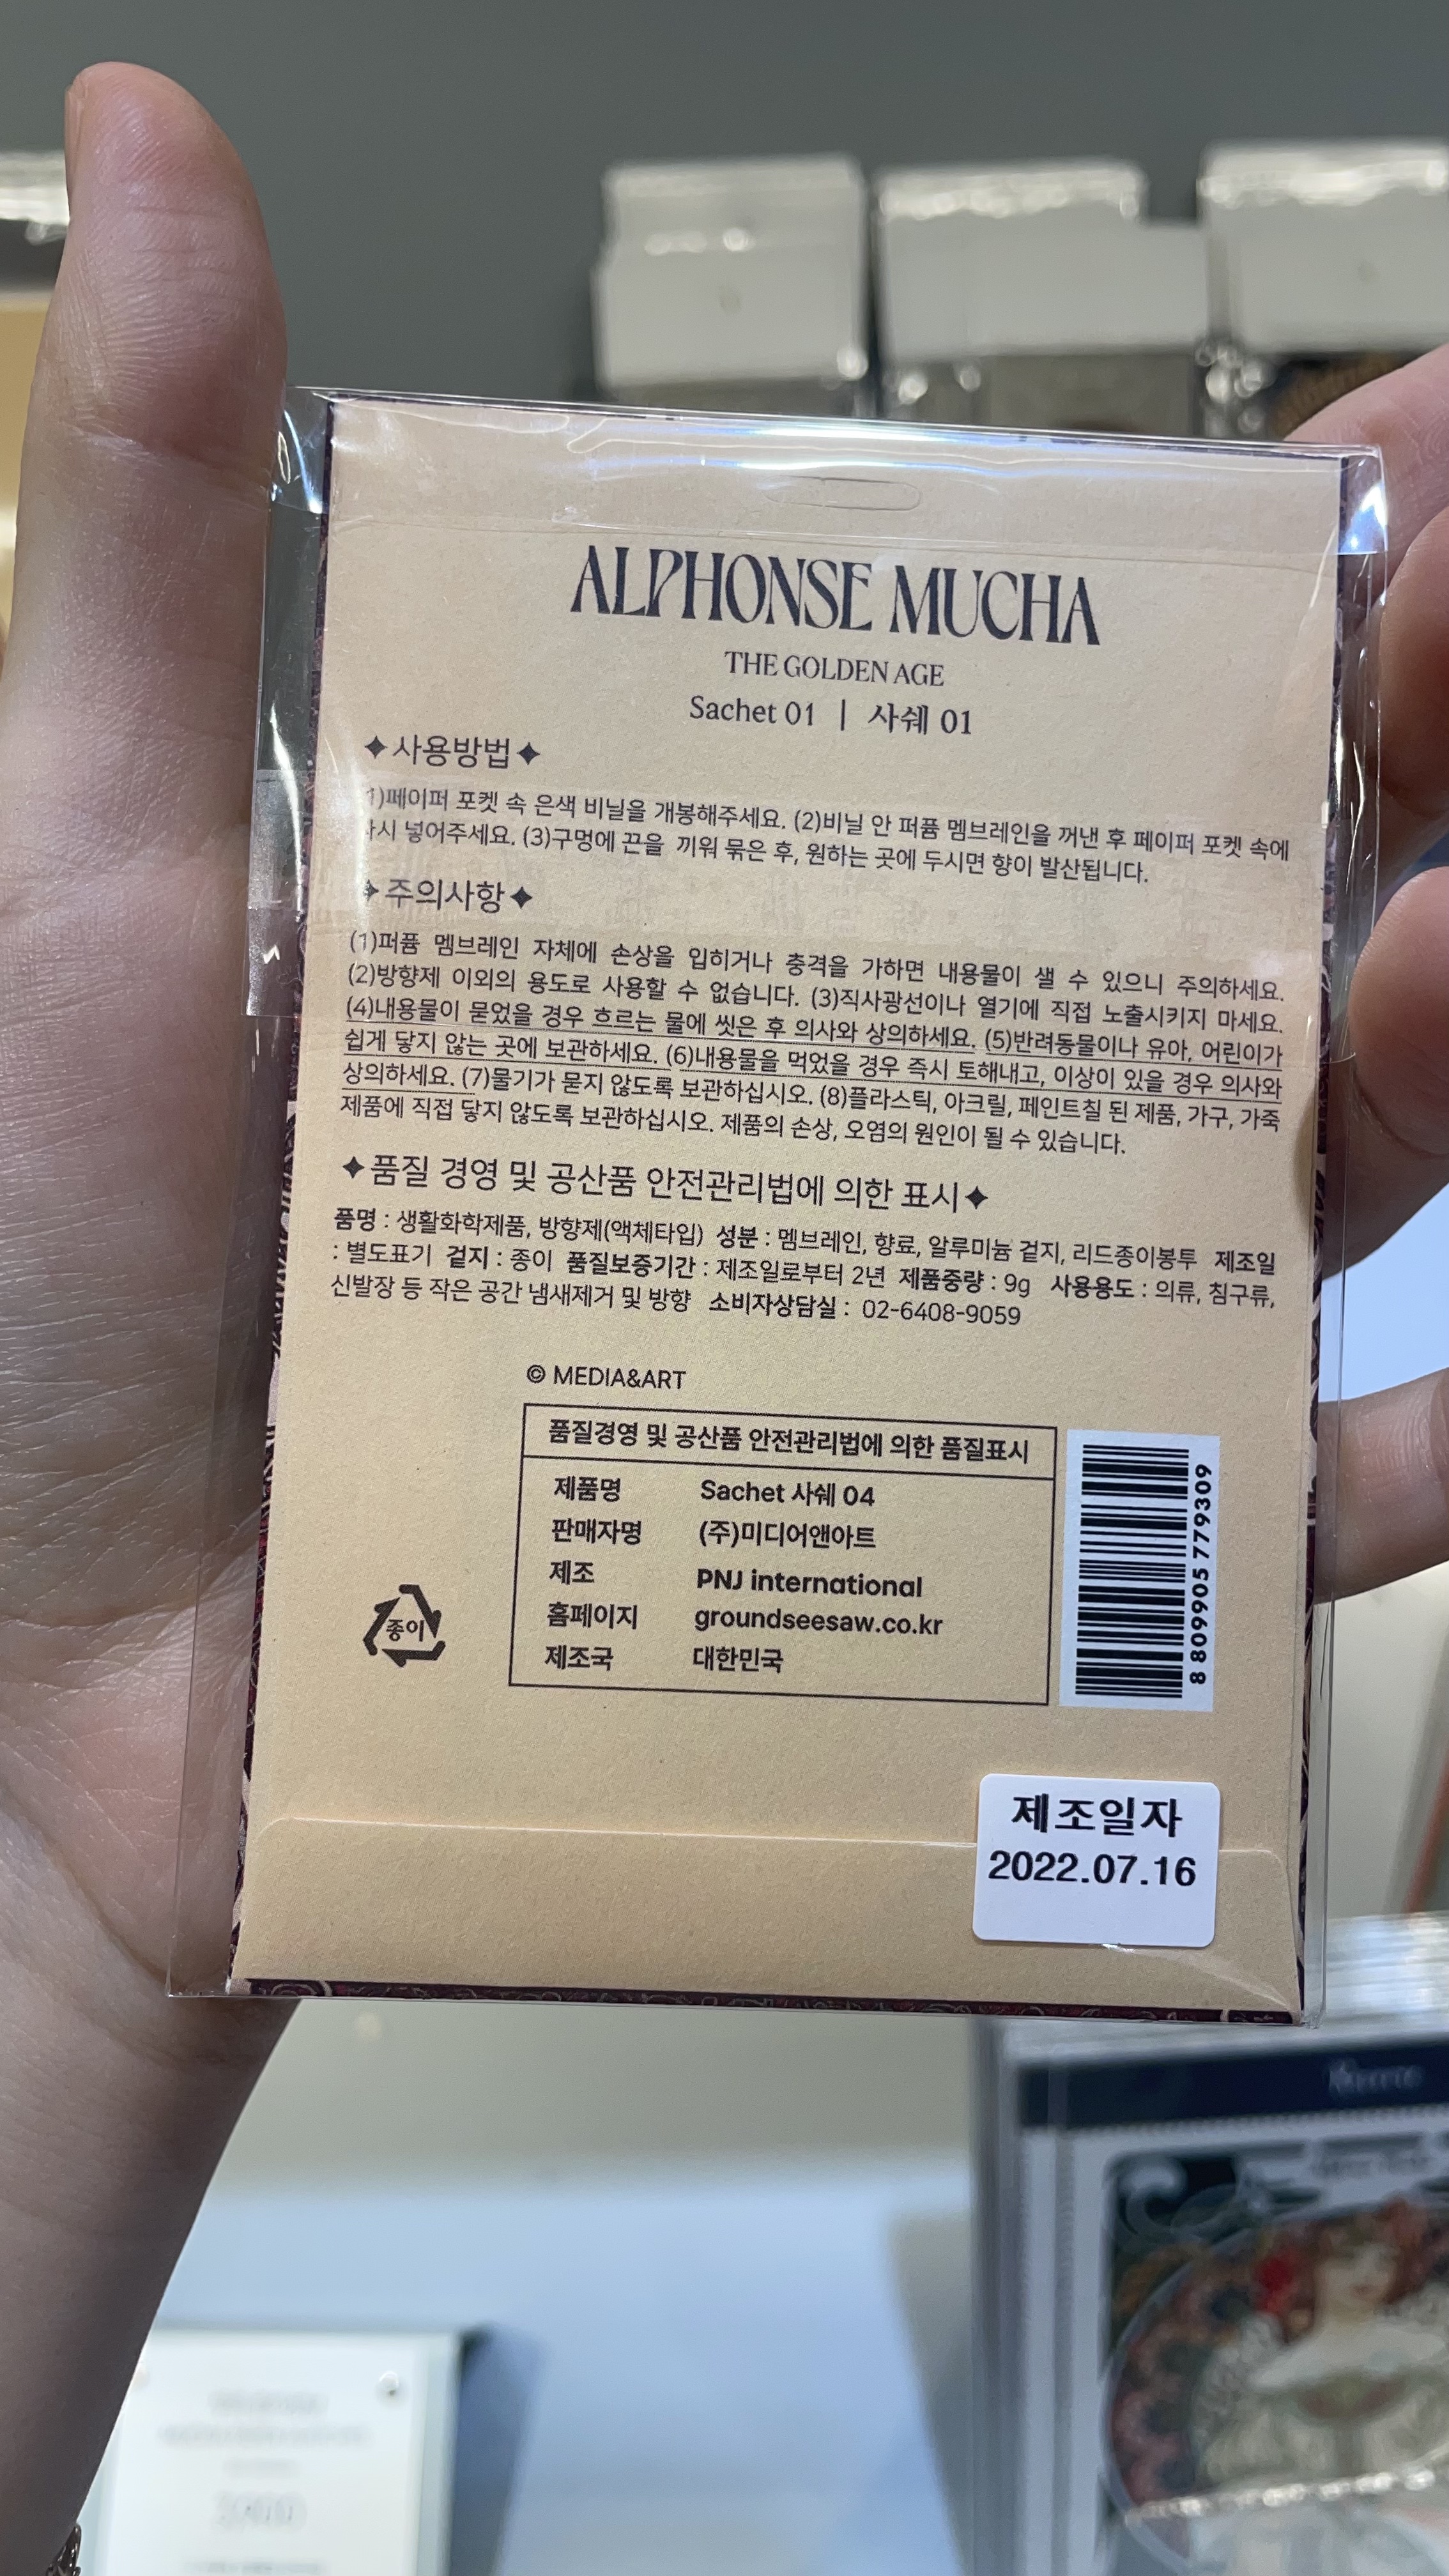 ALPHONSE MUCHA
THE GOLDEN AGE
Sachet 01 | 사쉐 01
✦사용방법✦
1)페이퍼 포켓 속 은색 비닐을 개봉해주세요. (2)비닐 안 퍼퓸 멤브레인을 꺼낸 후 페이퍼 포켓 속에
다시 넣어주세요. (3)구멍에 끈을 끼워 묶은 후, 원하는 곳에 두시면 향이 발산됩니다.
✦주의사항✦
(1)퍼퓸 멤브레인 자체에 손상을 입히거나 충격을 가하면 내용물이 샐 수 있으니 주의하세요.
(2)방향제 이외의 용도로 사용할 수 없습니다. (3)직사광선이나 열기에 직접 노출시키지 마세요.
(4)내용물이 묻었을 경우 흐르는 물에 씻은 후 의사와 상의하세요. (5)반려동물이나 유아, 어린이가
쉽게 닿지 않는 곳에 보관하세요. (6)내용물을 먹었을 경우 즉시 토해내고, 이상이 있을 경우 의사와
상의하세요. (7)물기가 묻지 않도록 보관하십시오. (8)플라스틱, 아크릴, 페인트칠 된 제품, 가구, 가죽
제품에 직접 닿지 않도록 보관하십시오. 제품의 손상, 오염의 원인이 될 수 있습니다.
✦품질 경영 및 공산품 안전관리법에 의한 표시✦
품명 : 생활화학제품, 방향제(액체타입) 성분 : 멤브레인, 향료, 알루미늄 겉지, 리드종이봉투 제조일
: 별도표기 겉지 : 종이 품질보증기간 : 제조일로부터 2년 제품중량 : 9g 사용용도 : 의류, 침구류,
신발장 등 작은 공간 냄새제거 및 방향 소비자상담실 : 02-6408-9059
© MEDIA&ART
품질경영 및 공산품 안전관리법에 의한 품질표시
제품명 Sachet 사쉐 04
판매자명 (주)미디어앤아트
제조 PNJ international
홈페이지 groundseesaw.co.kr
제조국 대한민국
종이
8 809905 779309
제조일자
2022.07.16